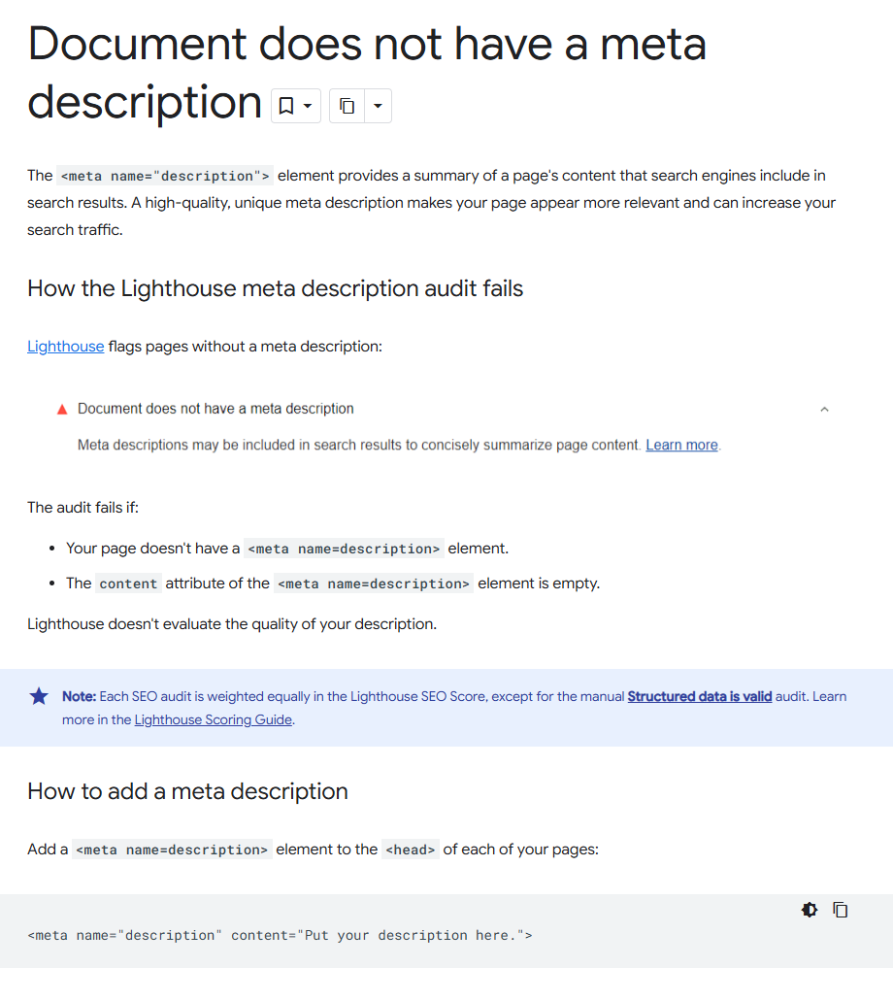 Document does not have a meta
description
The <meta name="description"> element provides a summary of a page's content that search engines include in
search results. A high-quality, unique meta description makes your page appear more relevant and can increase your
search traffic.
How the Lighthouse meta description audit fails
Lighthouse flags pages without a meta description:
Document does not have a meta description
Meta descriptions may be included in search results to concisely summarize page content. Learn more.
The audit fails if:
• Your page doesn't have a <meta name=description> element.
• The content attribute of the <meta name=description> element is empty.
Lighthouse doesn't evaluate the quality of your description.
Note: Each SEO audit is weighted equally in the Lighthouse SEO Score, except for the manual Structured data is valid audit. Learn
more in the Lighthouse Scoring Guide.
How to add a meta description
Add a <meta name=description> element to the <head> of each of your pages:
<meta name="description" content="Put your description here.">